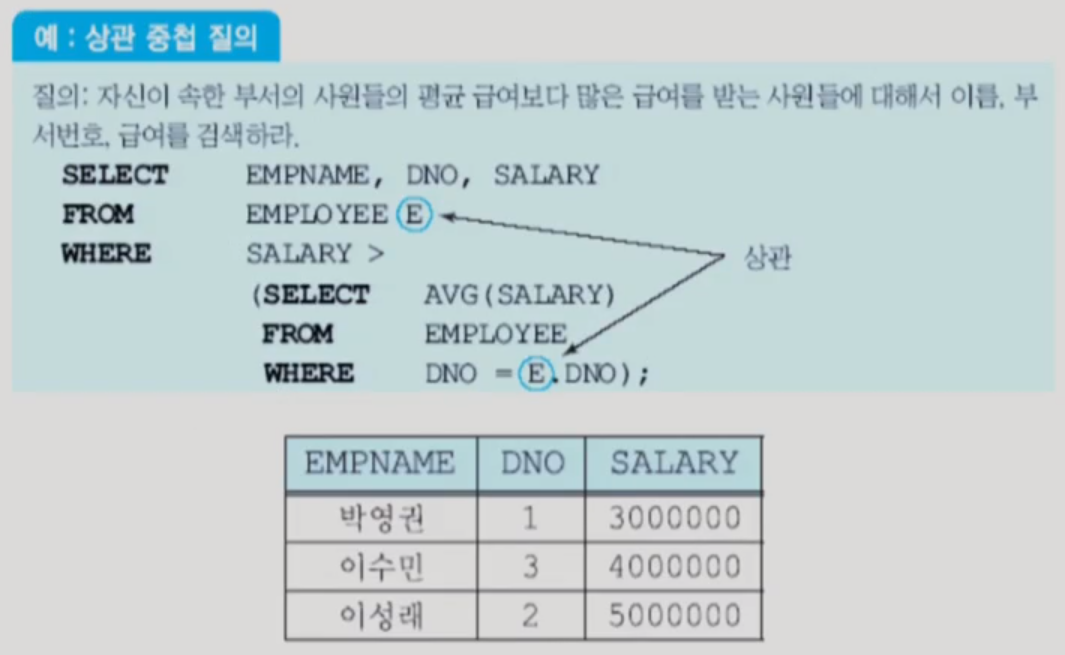 예 : 상관 중첩 질의
질의: 자신이 속한 부서의 사원들의 평균 급여보다 많은 급여를 받는 사원들에 대해서 이름, 부
서번호, 급여를 검색하라.
SELECT EMPNAME, DNO, SALARY
FROM EMPLOYEE E
WHERE SALARY >
상관
(SELECT AVG(SALARY)
FROM EMPLOYEE
WHERE DNO = E.DNO);
EMPNAME DNO SALARY
박영권 1 3000000
이수민 3 4000000
이성래 2 5000000